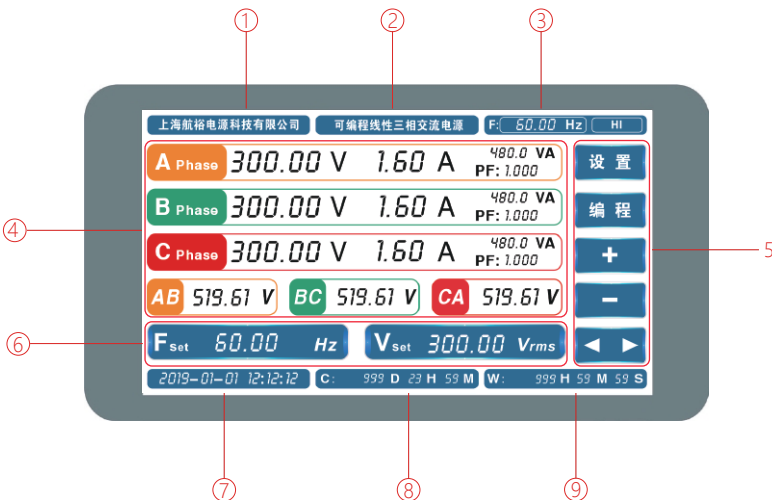 ① ② ③
上海航裕电源科技有限公司 可编程线性三相交流电源 F: 60.00 Hz HI
A Phase 300.00 V 1.60 A 480.0 VA PF: 1.000
设置
B Phase 300.00 V 1.60 A 480.0 VA PF: 1.000
编程
④
C Phase 300.00 V 1.60 A 480.0 VA PF: 1.000
+
5
AB 519.61 V BC 519.61 V CA 519.61 V
−
⑥
Fset 60.00 Hz Vset 300.00 Vrms
◀ ▶
2019-01-01 12:12:12 C: 999 D 23 H 59 M W: 999 H 59 M 59 S
⑦ ⑧ ⑨